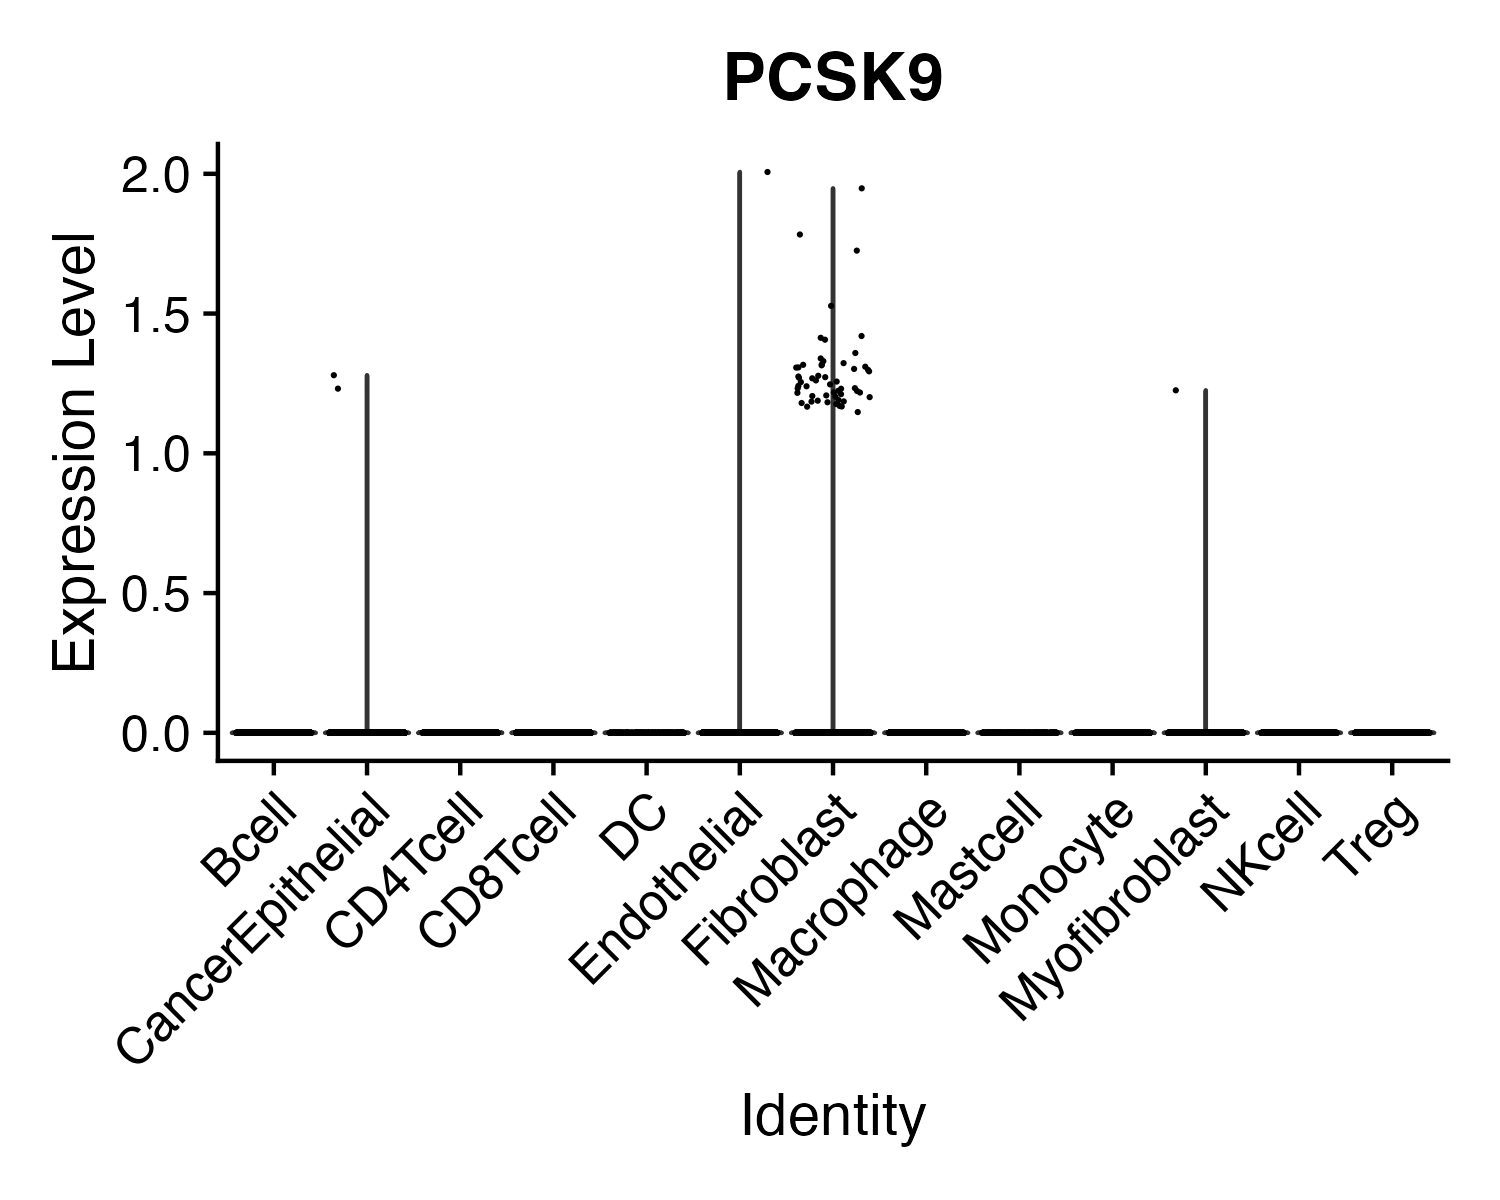 PCSK9
Expression Level
2.0
1.5
1.0
0.5
0.0
Bcell
CancerEpithelial
CD4Tcell
CD8Tcell
DC
Endothelial
Fibroblast
Macrophage
Mastcell
Monocyte
Myofibroblast
NKcell
Treg
Identity